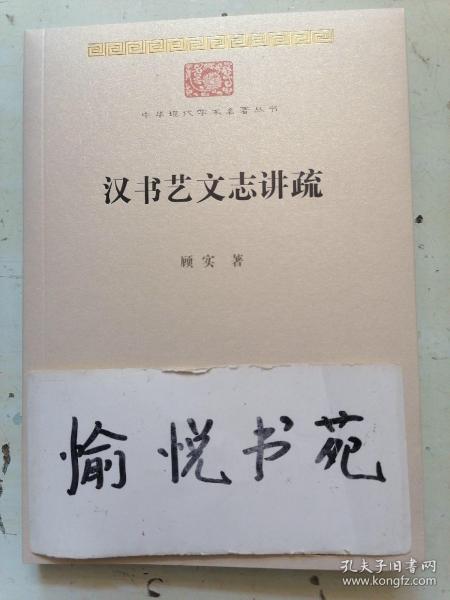 中华现代学术名著丛书
汉书艺文志讲疏
顾实 著
愉悦书苑
孔夫子旧书网
www.kongfz.com